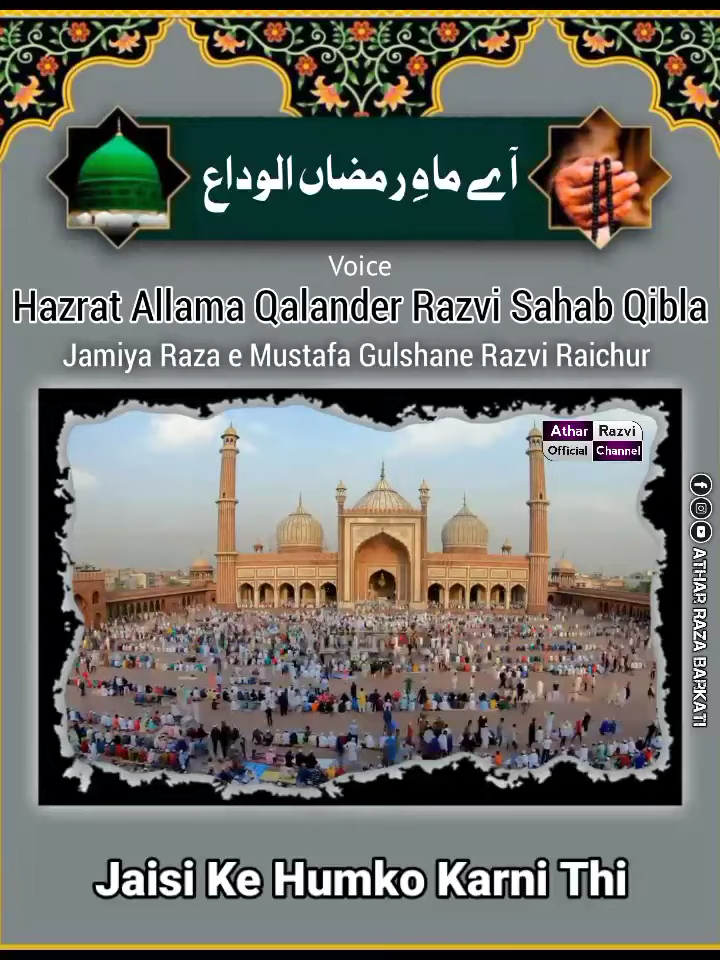 آے ماہِ رمضاں الوداع
Voice
Hazrat Allama Qalander Razvi Sahab Qibla
Jamiya Raza e Mustafa Gulshane Razvi Raichur
Athar Razvi
Official Channel
ATHAR RAZA BARKATI
Jaisi Ke Humko Karni Thi